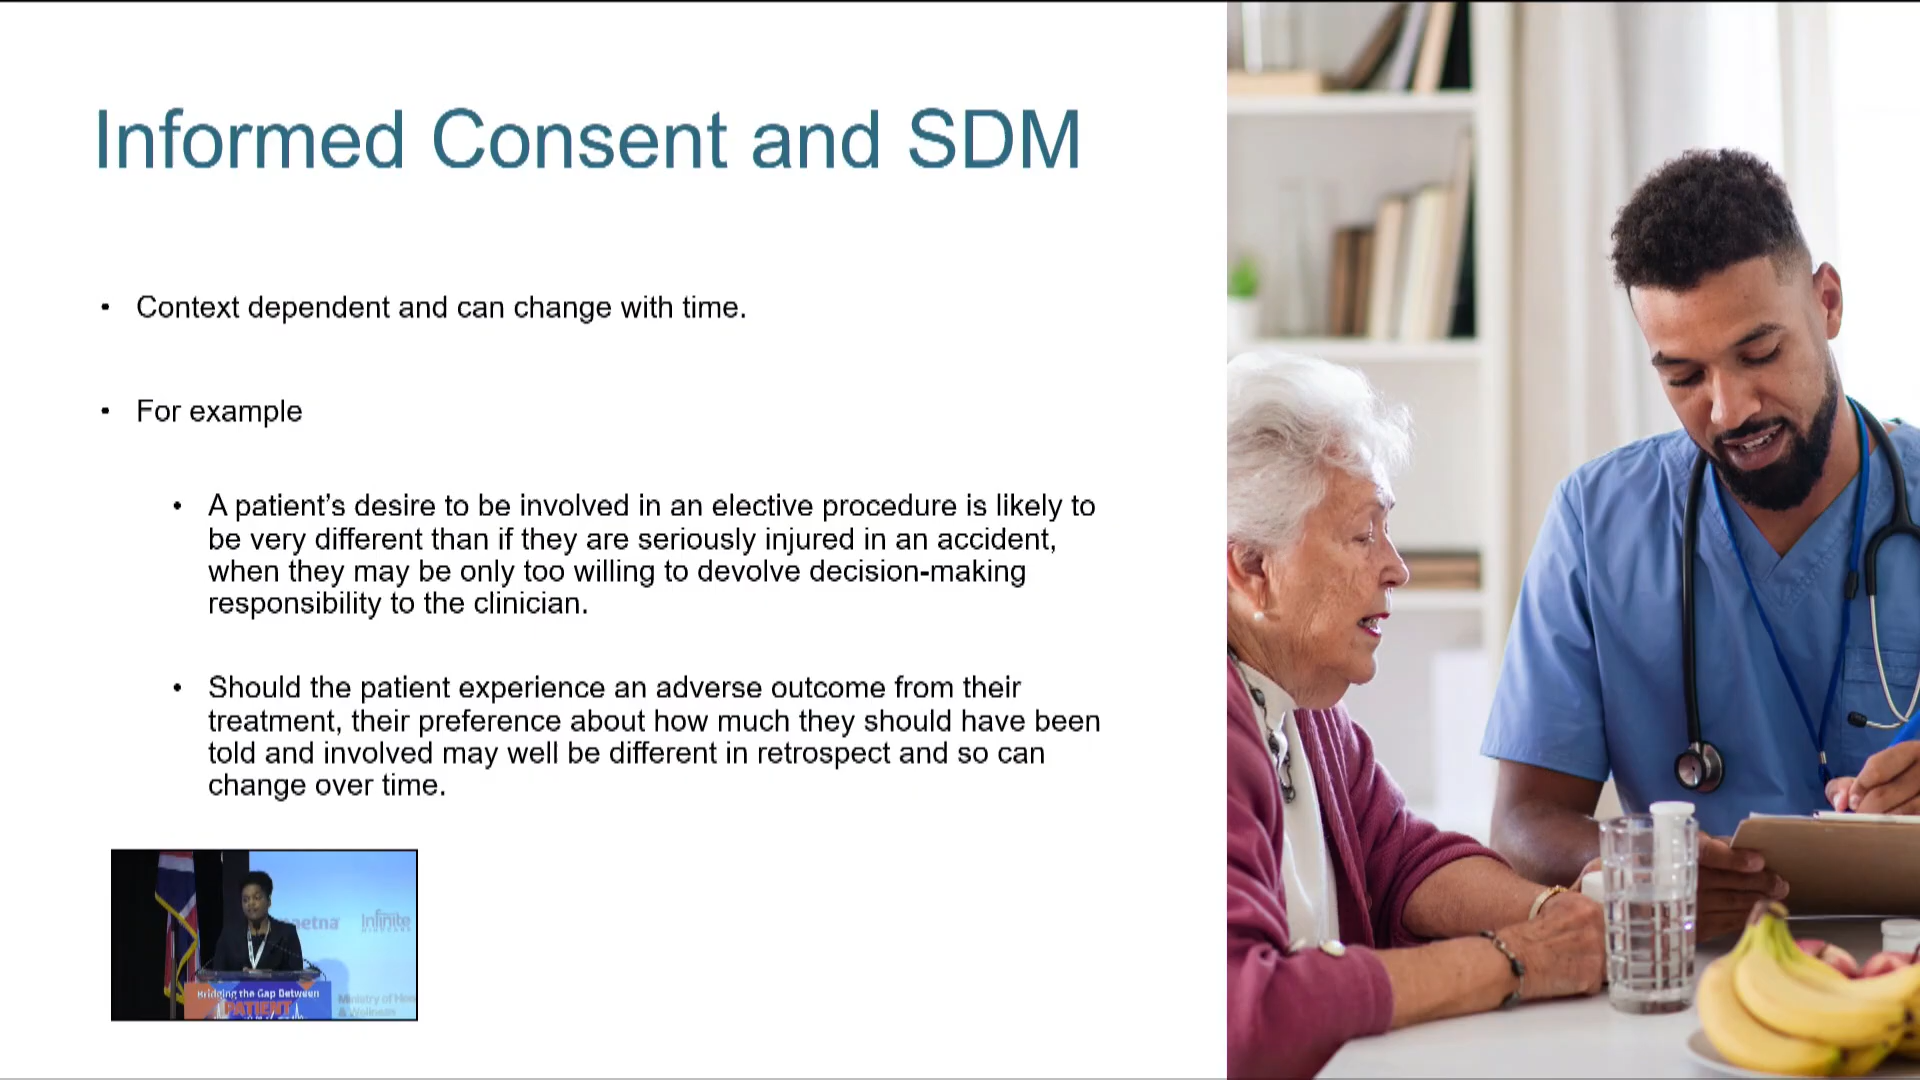 Informed Consent and SDM
• Context dependent and can change with time.
• For example
• A patient’s desire to be involved in an elective procedure is likely to
be very different than if they are seriously injured in an accident,
when they may be only too willing to devolve decision-making
responsibility to the clinician.
• Should the patient experience an adverse outcome from their
treatment, their preference about how much they should have been
told and involved may well be different in retrospect and so can
change over time.
aetna
Infinite
Bridging the Gap Between
PATIENT
Ministry of
& Wellness